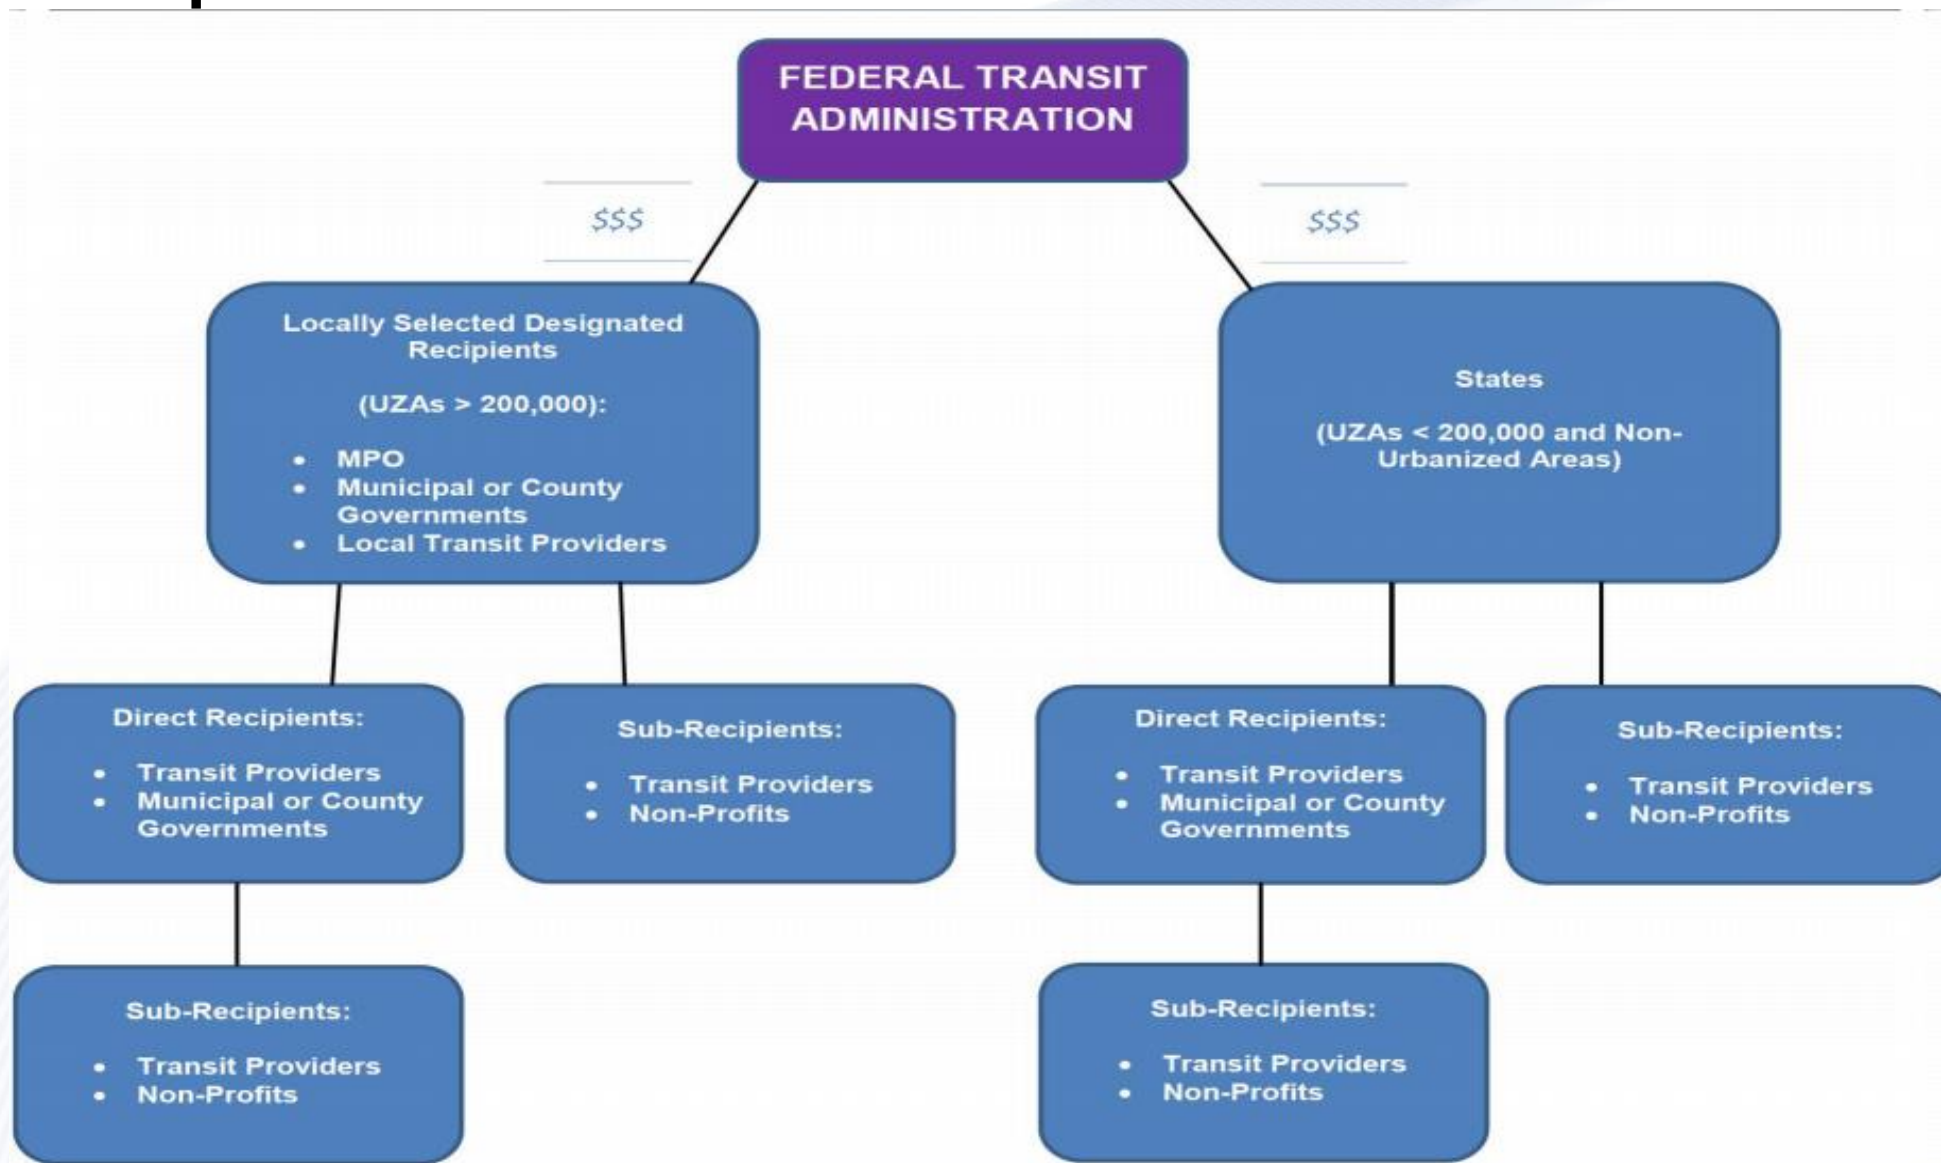 FEDERAL TRANSIT
ADMINISTRATION
$$$
$$$
Locally Selected Designated
Recipients
(UZAs > 200,000):
• MPO
• Municipal or County
Governments
• Local Transit Providers
States
(UZAs < 200,000 and Non-
Urbanized Areas)
Direct Recipients:
• Transit Providers
• Municipal or County
Governments
Sub-Recipients:
• Transit Providers
• Non-Profits
Direct Recipients:
• Transit Providers
• Municipal or County
Governments
Sub-Recipients:
• Transit Providers
• Non-Profits
Sub-Recipients:
• Transit Providers
• Non-Profits
Sub-Recipients:
• Transit Providers
• Non-Profits